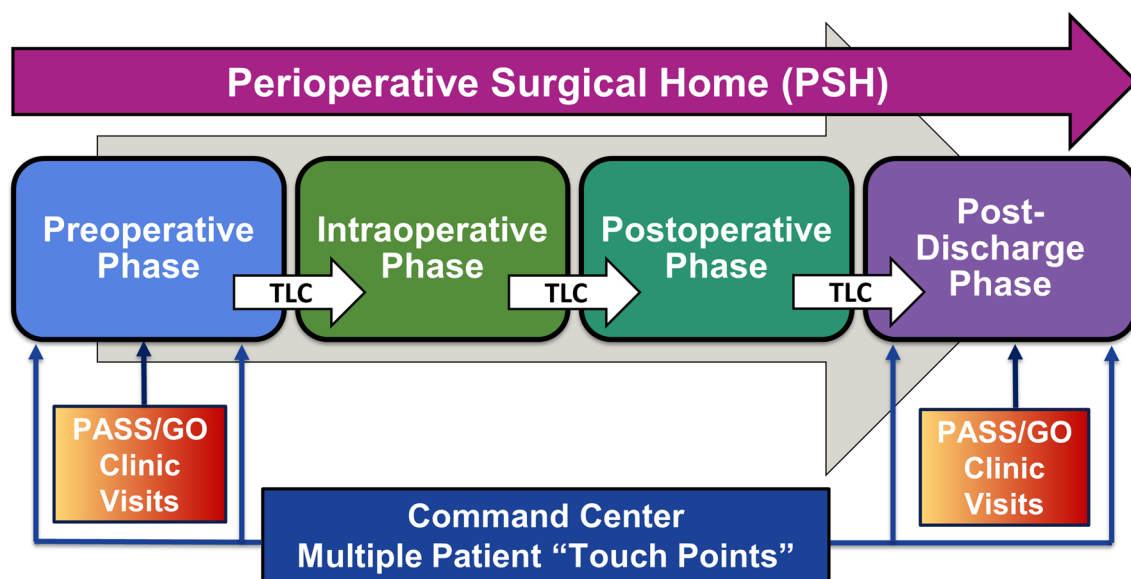 Perioperative Surgical Home (PSH)
Preoperative
Phase
Intraoperative
Phase
Postoperative
Phase
Post-
Discharge
Phase
TLC
TLC
TLC
PASS/GO
Clinic
Visits
PASS/GO
Clinic
Visits
Command Center
Multiple Patient “Touch Points”